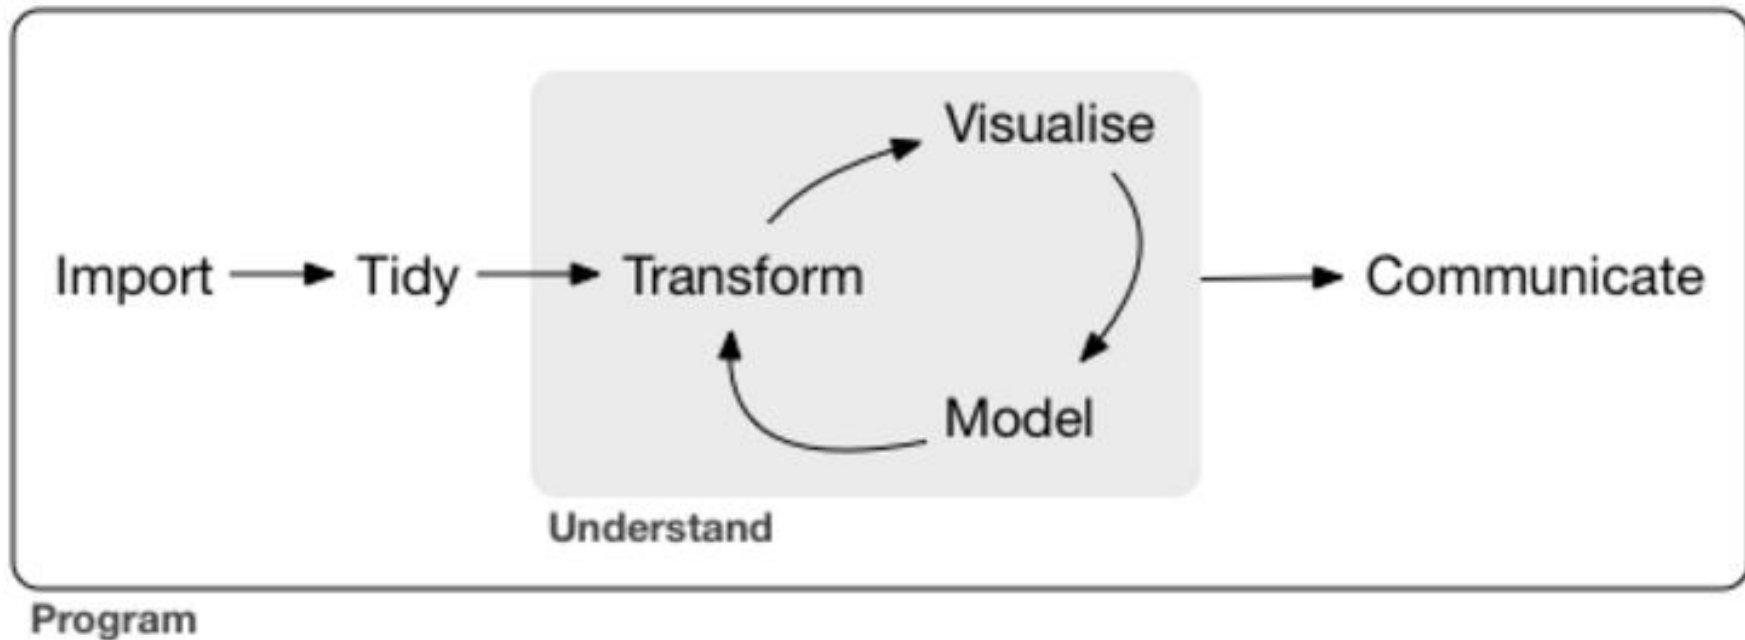 Visualise
Import
Tidy
Transform
Communicate
Model
Understand
Program